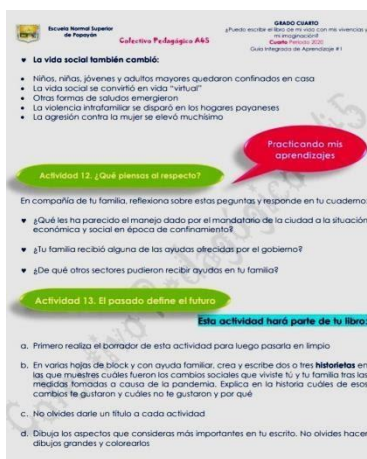 Escuela Normal Superior
de Popayán
Colectivo Pedagógico A45
GRADO CUARTO
¿Puedo escribir el libro de mi vida con mis vivencias y
mi imaginación?
Cuarto Período 2020
Guía Integrada de Aprendizaje # 1
La vida social también cambió:
Niños, niñas, jóvenes y adultos mayores quedaron confinados en casa
La vida social se convirtió en vida "virtual"
Otras formas de saludos emergieron
La violencia intrafamiliar se disparó en los hogares payaneses
La agresión contra la mujer se elevó muchísimo
Practicando mis
aprendizajes
Actividad 12. ¿Qué piensas al respecto?
En compañía de tu familia, reflexiona sobre estas peguntas y responde en tu cuaderno:
¿Qué les ha parecido el manejo dado por el mandatario de la ciudad a la situación
económica y social en época de confinamiento?
¿Tu familia recibió alguna de las ayudas ofrecidas por el gobierno?
¿De qué otros sectores pudieron recibir ayudas en tu familia?
Actividad 13. El pasado define el futuro
Esta actividad hará parte de tu libro:
a. Primero realiza el borrador de esta actividad para luego pasarla en limpio
b. En varias hojas de block y con ayuda familiar, crea y escribe dos o tres historietas en
las que muestres cuáles fueron los cambios sociales que viviste tú y tu familia tras las
medidas tomadas a causa de la pandemia. Explica en la historia cuáles de esos
cambios te gustaron y cuáles no te gustaron y por qué
c. No olvides darle un título a cada actividad
d. Dibuja los aspectos que consideras más importantes en tu escrito. No olvides hacer
dibujos grandes y colorearlos